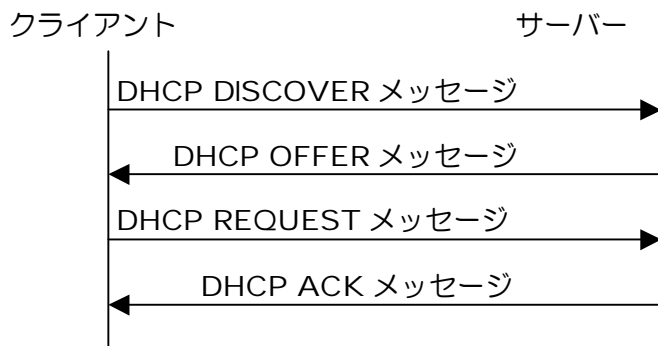 クライアント
サーバー
DHCP DISCOVER メッセージ
DHCP OFFER メッセージ
DHCP REQUEST メッセージ
DHCP ACK メッセージ